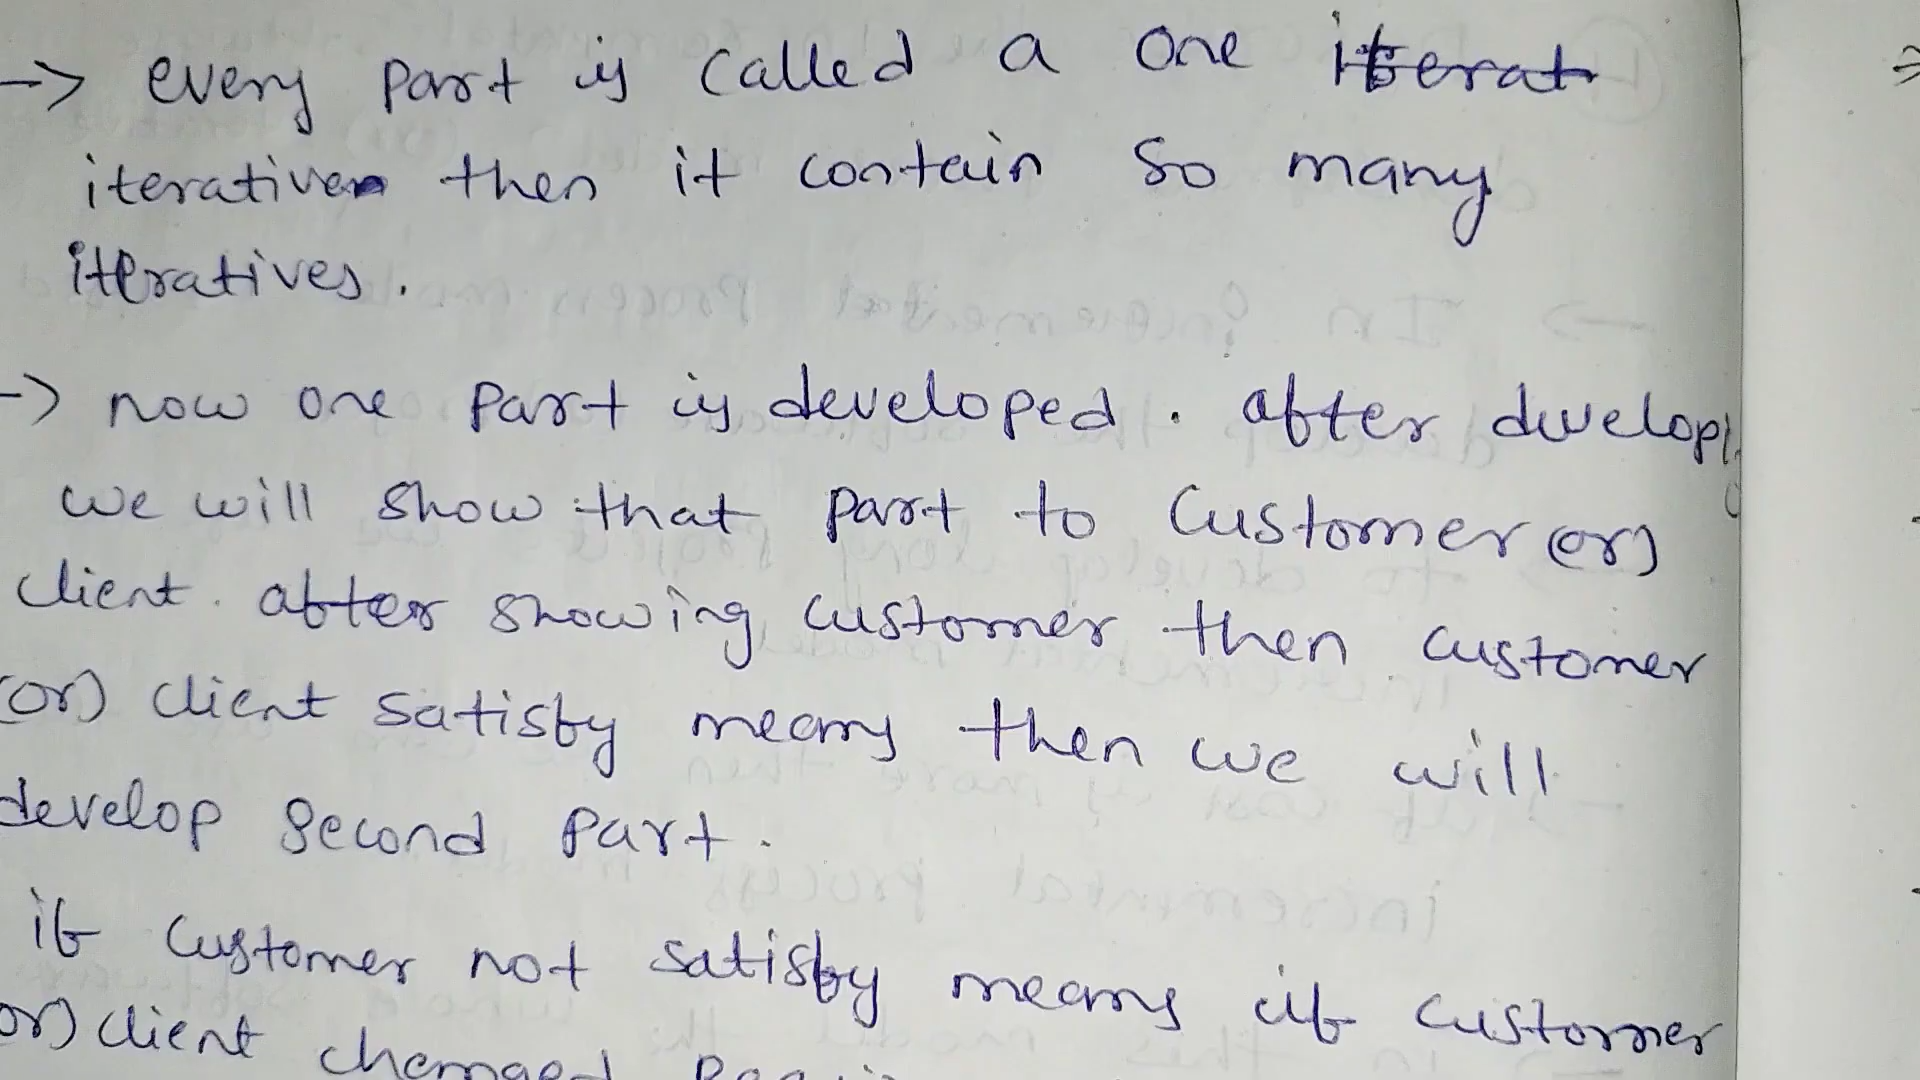 -> every part is called a one iterat
iterative then it contain so many
iteratives.
-> now one part is developed. after develop
we will show that part to customer (or)
client. after showing customer then customer
(or) client satisfy means then we will
develop second part.
if customer not satisfy means if customer
or) client changed